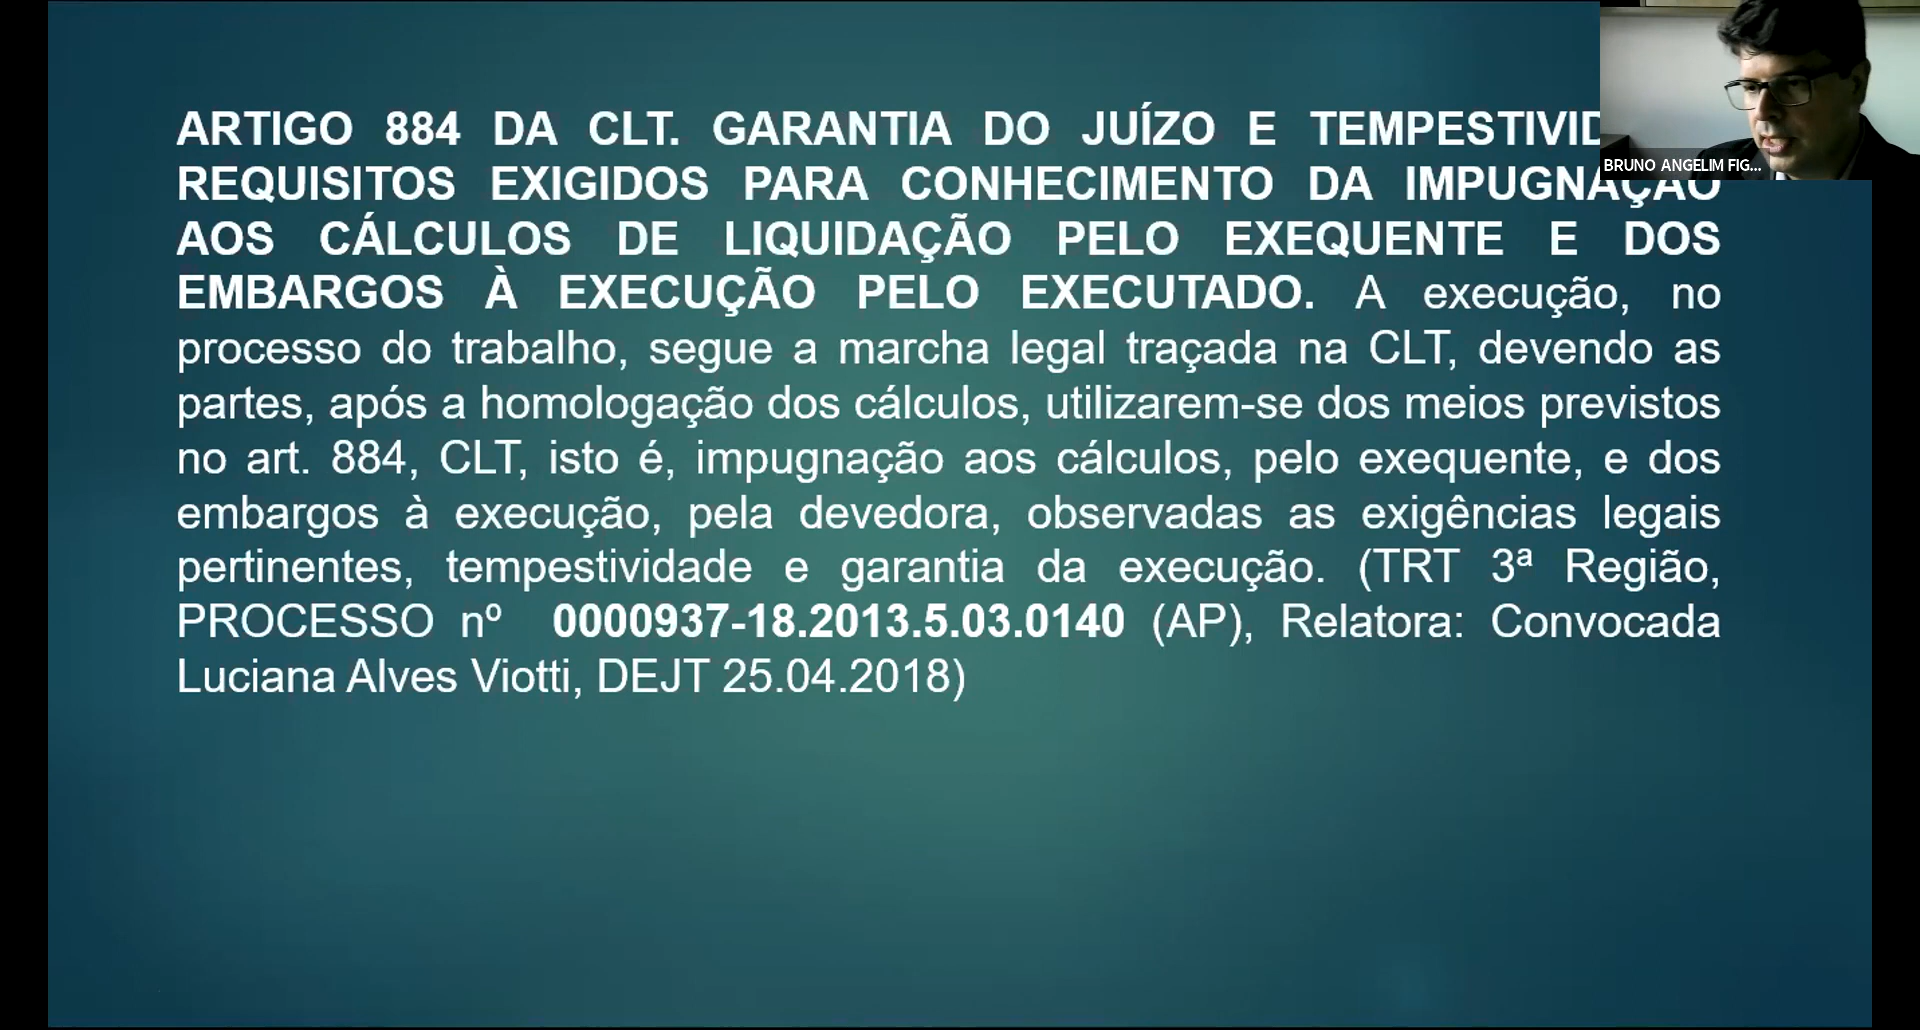 ARTIGO 884 DA CLT. GARANTIA DO JUÍZO E
REQUISITOS EXIGIDOS PARA CONHECIMENTO DA IMPUGNAÇÃO
AOS CÁLCULOS DE LIQUIDAÇÃO PELO EXEQUENTE E DOS
EMBARGOS À EXECUÇÃO PELO EXECUTADO. A execução, no
processo do trabalho, segue a marcha legal traçada na CLT, devendo as
partes, após a homologação dos cálculos, utilizarem-se dos meios previstos
no art. 884, CLT, isto é, impugnação aos cálculos, pelo exequente, e dos
embargos à execução, pela devedora, observadas as exigências legais
pertinentes, tempestividade e garantia da execução. (TRT 3ª Região,
PROCESSO nº 0000937-18.2013.5.03.0140 (AP), Relatora: Convocada
Luciana Alves Viotti, DEJT 25.04.2018)
BRUNO ANGELIM FIG...